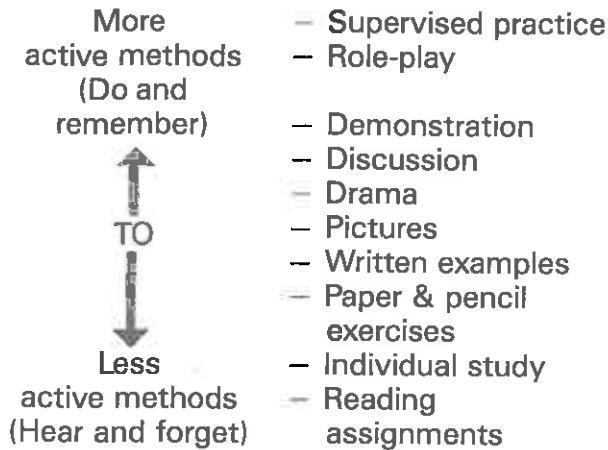 More
active methods
(Do and
remember)
TO
Less
active methods
(Hear and forget)
– Supervised practice
– Role-play
– Demonstration
– Discussion
– Drama
– Pictures
– Written examples
– Paper & pencil
exercises
– Individual study
– Reading
assignments